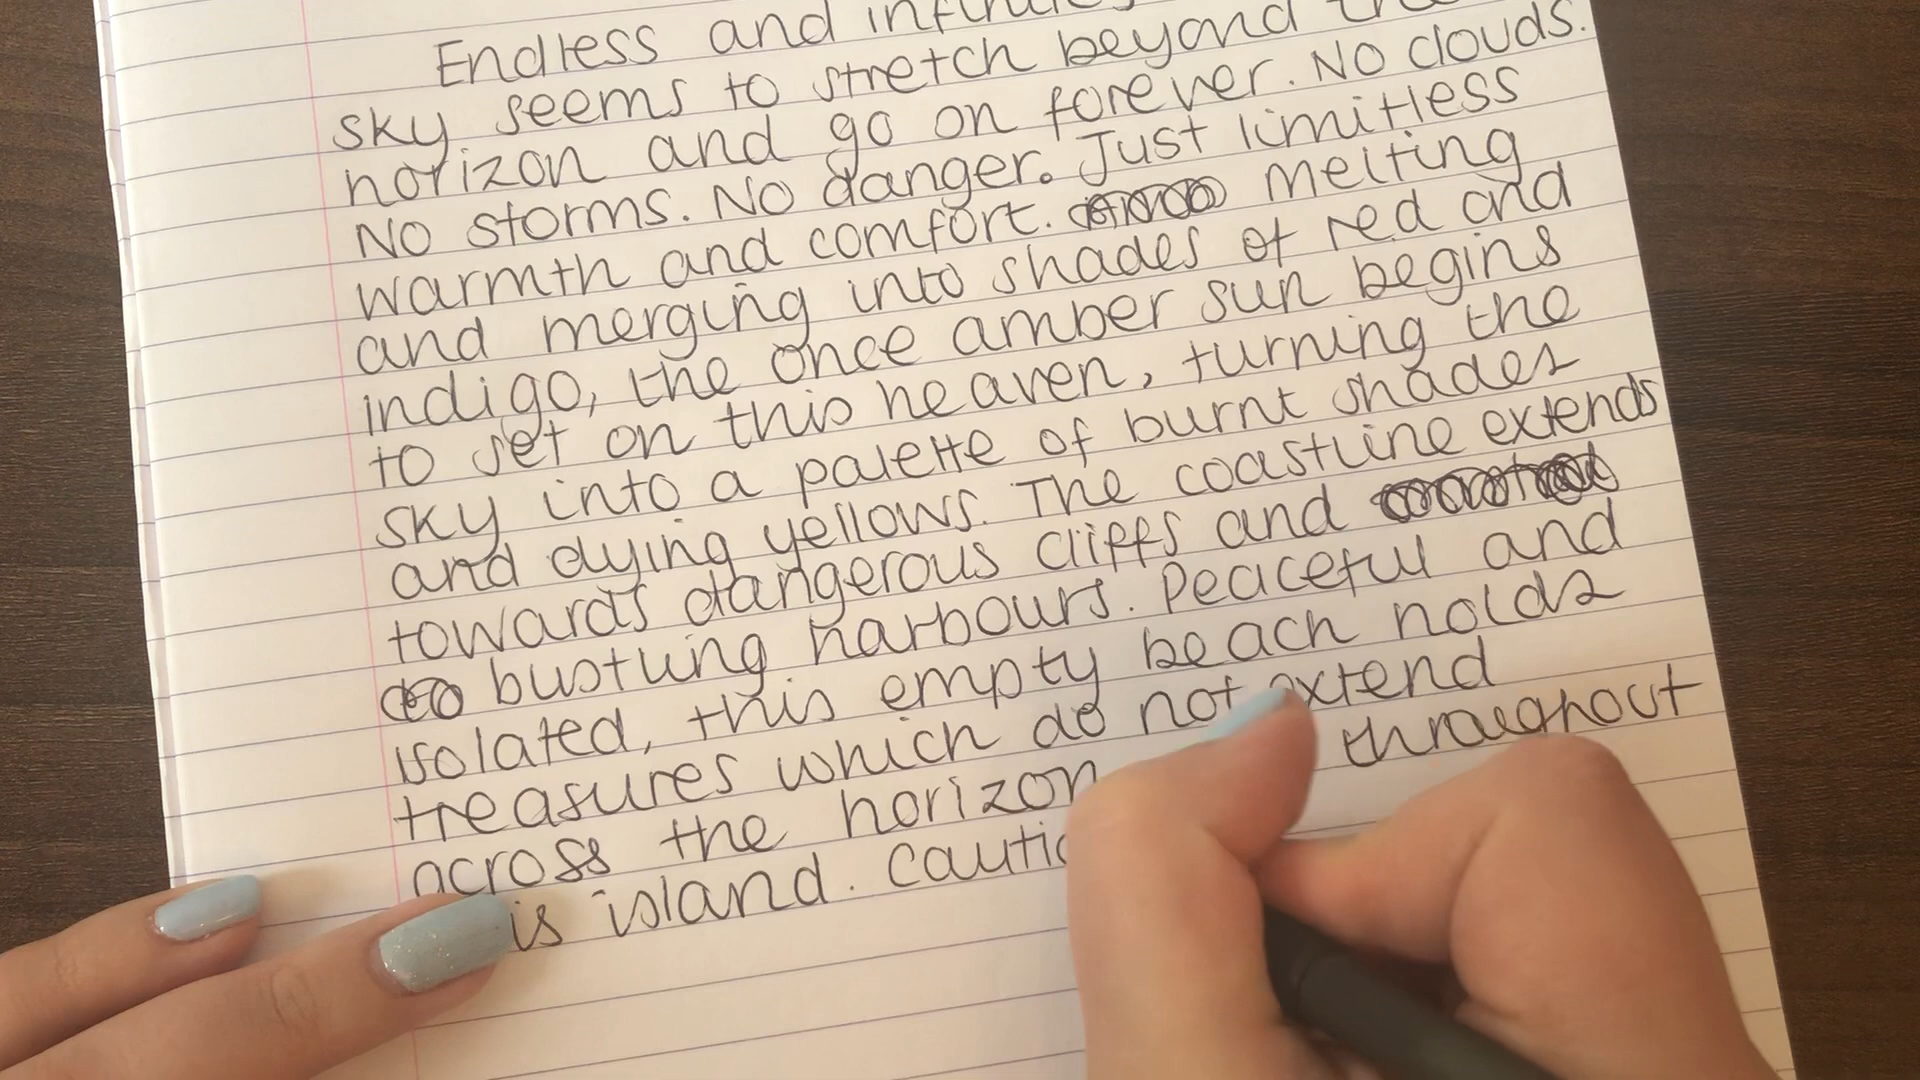 Endless and
sky seems to stretch beyond the
horizon and go on forever. No clouds.
No storms. No danger. Just limitless
warmth and comfort. melting
and merging into shades of red and
indigo, the once amber sun begins
to set on this heaven, turning the
sky into a palette of burnt shades
and dying yellows. The coastline extends
towards dangerous cliffs and
bustling harbours. Peaceful and
isolated, this empty beach holds
treasures which do not extend
across the horizon throughout
is island.